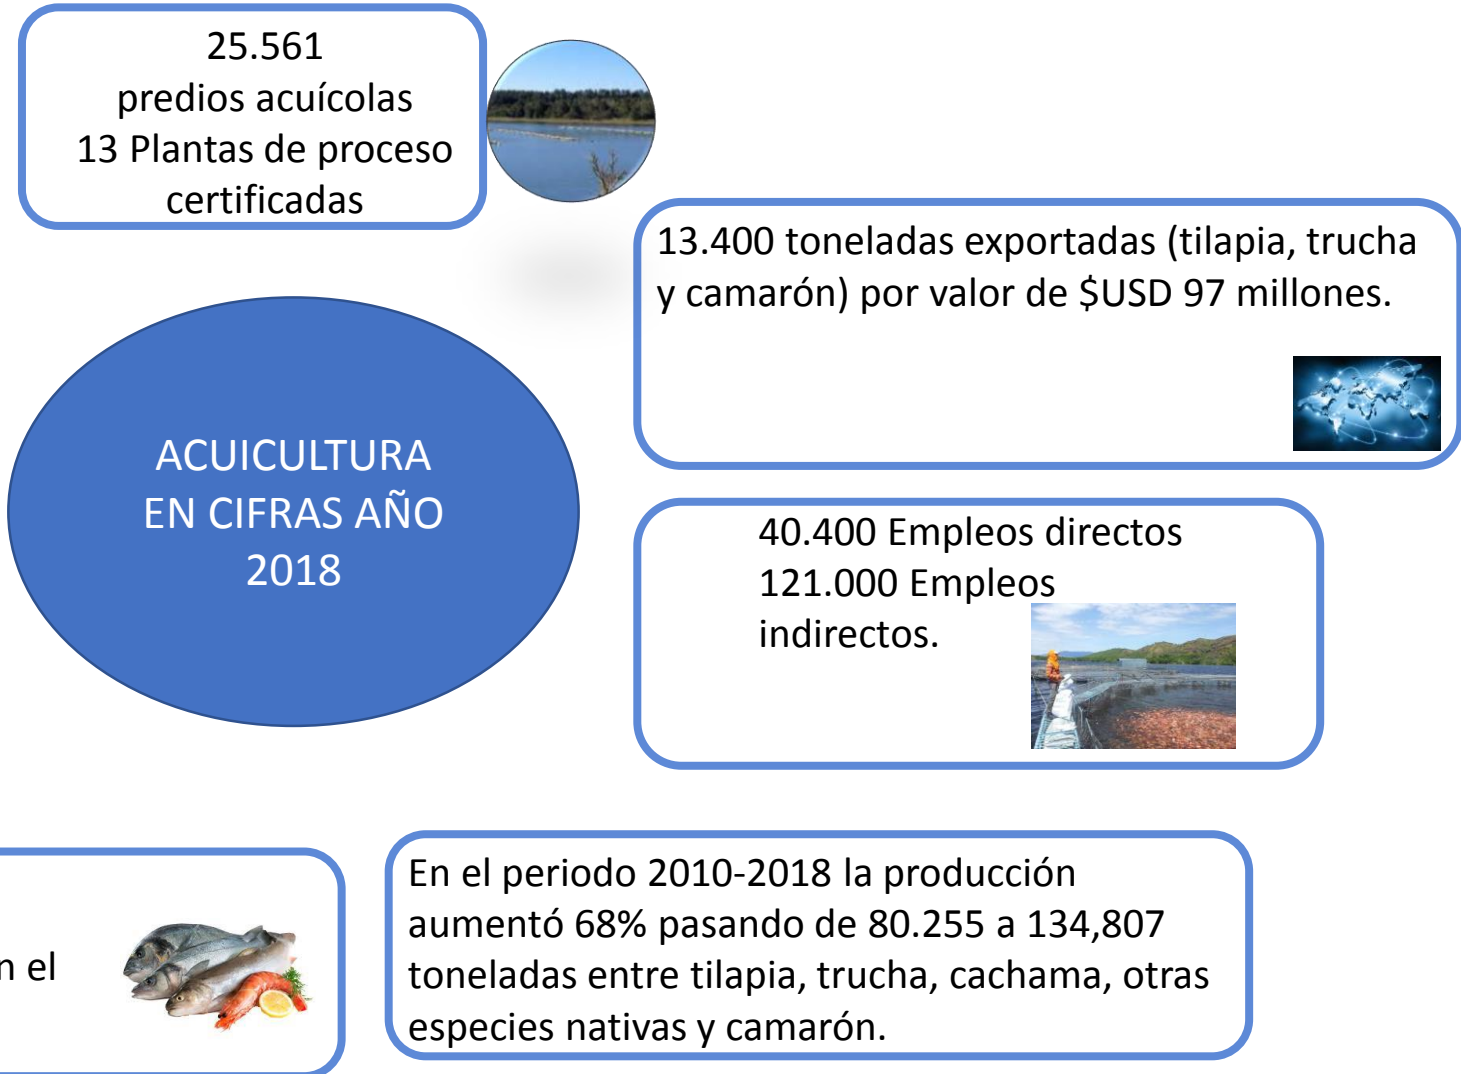 25.561
predios acuícolas
13 Plantas de proceso
certificadas
13.400 toneladas exportadas (tilapia, trucha
y camarón) por valor de $USD 97 millones.
ACUICULTURA
EN CIFRAS AÑO
2018
40.400 Empleos directos
121.000 Empleos
indirectos.
n el
En el periodo 2010-2018 la producción
aumentó 68% pasando de 80.255 a 134,807
toneladas entre tilapia, trucha, cachama, otras
especies nativas y camarón.